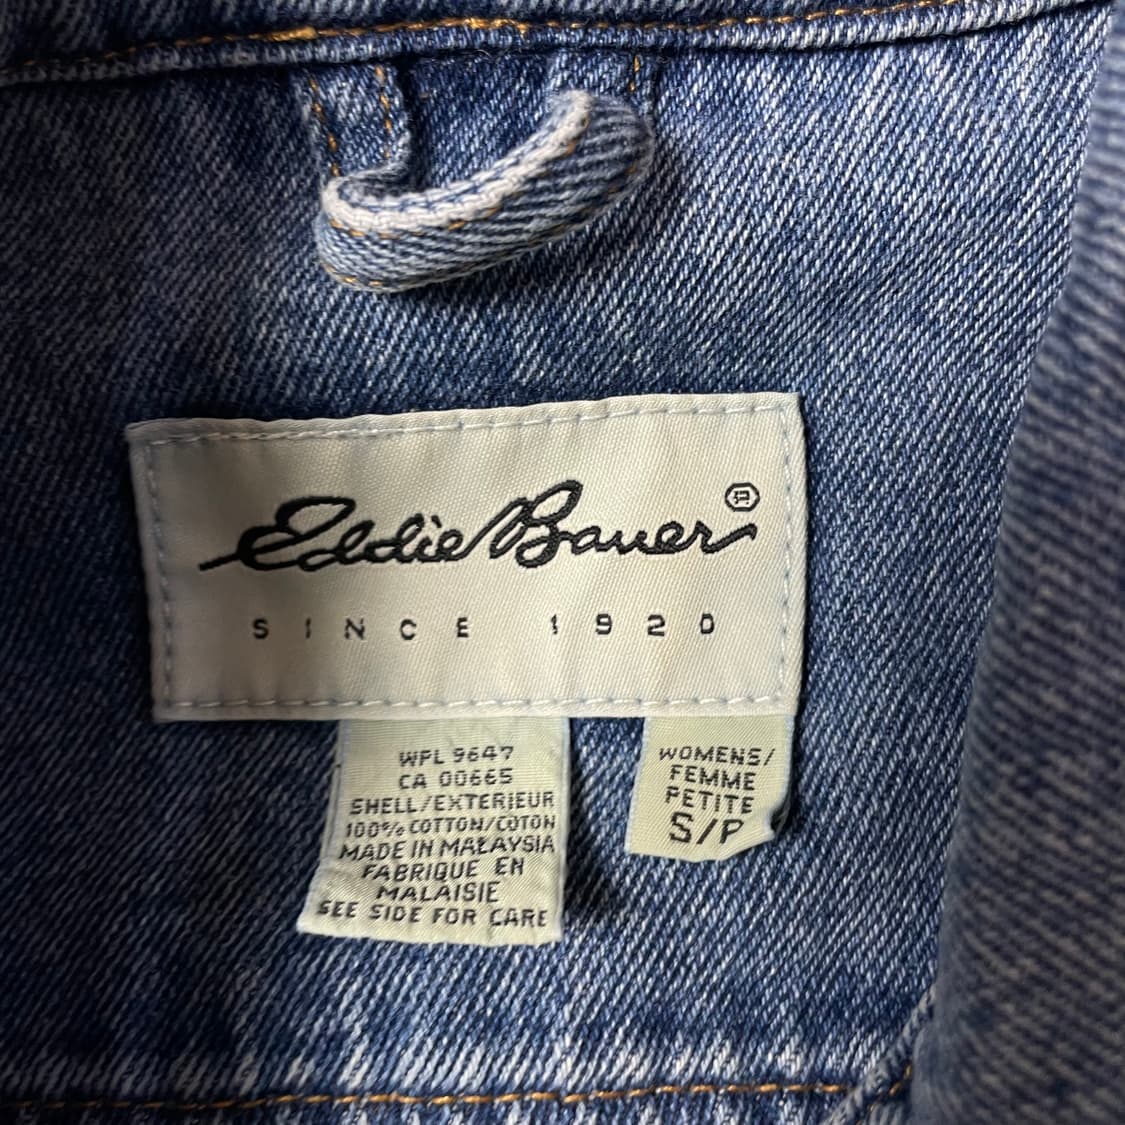 Eddie Bauer ®
SINCE 1920
WPL 9647
CA 00665
SHELL/EXTERIEUR
100% COTTON/COTON
MADE IN MALAYSIA
FABRIQUE EN
MALAISIE
SEE SIDE FOR CARE
WOMENS/
FEMME
PETITE
S/P